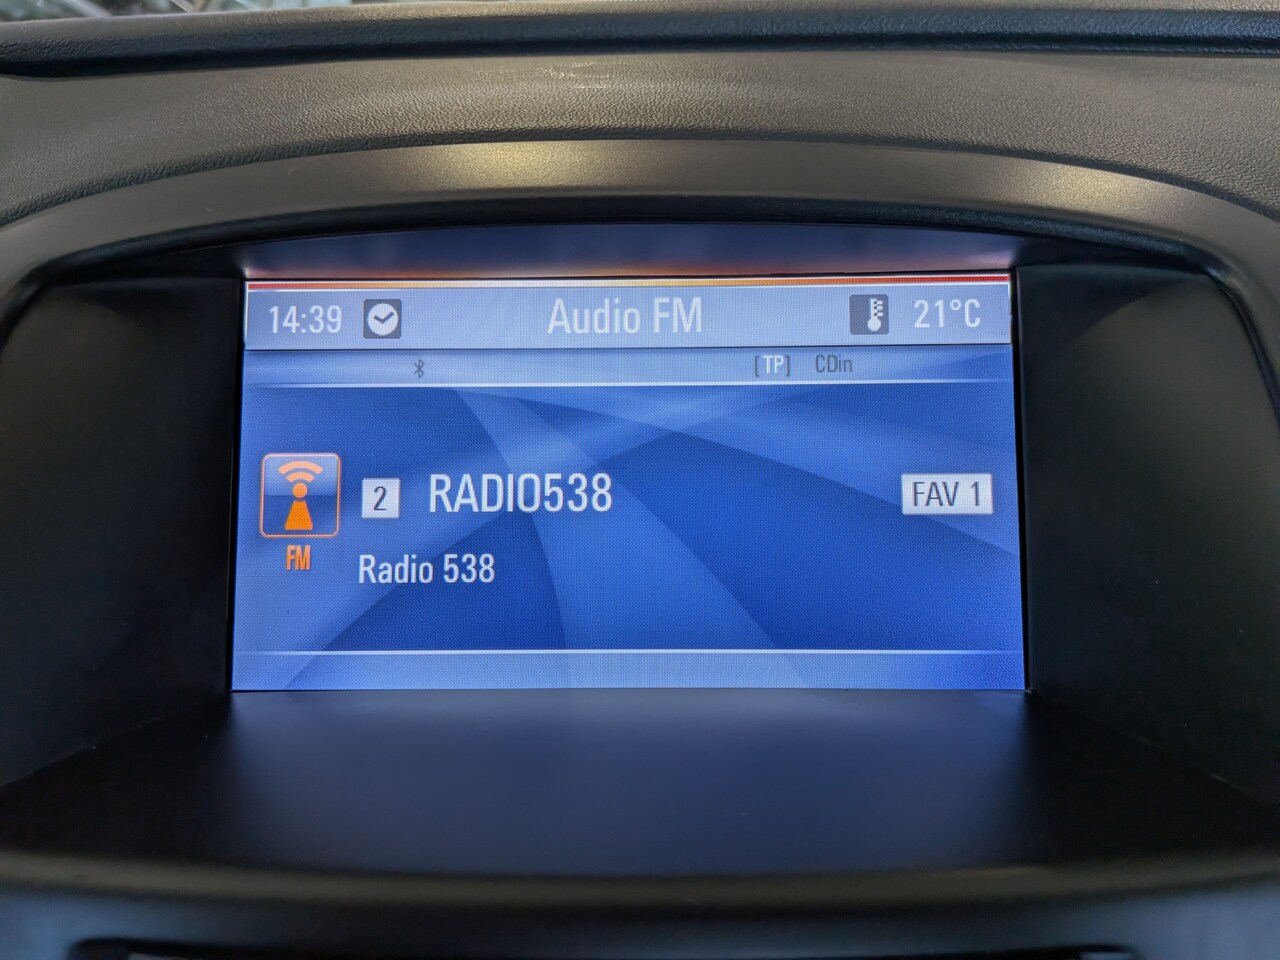 14:39 Audio FM 21°C
[TP] CDin
2 RADIO538 FAV 1
FM
Radio 538